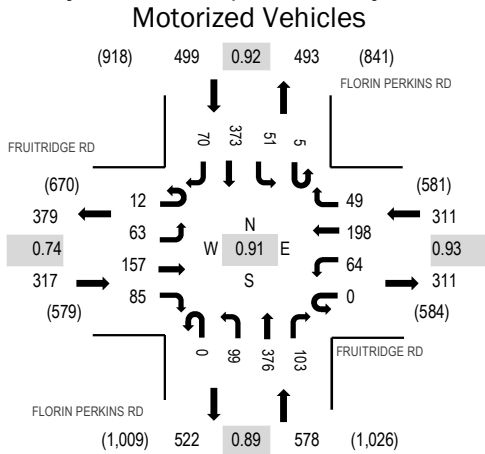 Motorized Vehicles
(918) 499 0.92 493 (841)
FLORIN PERKINS RD
70 373 51 5
FRUITRIDGE RD
(670) (581)
12 49
379 311
63 N 198
0.74 W 0.91 E 0.93
157 S 64
317 311
85 0
(579) (584)
0 99 376 103
FRUITRIDGE RD
FLORIN PERKINS RD
(1,009) 522 0.89 578 (1,026)